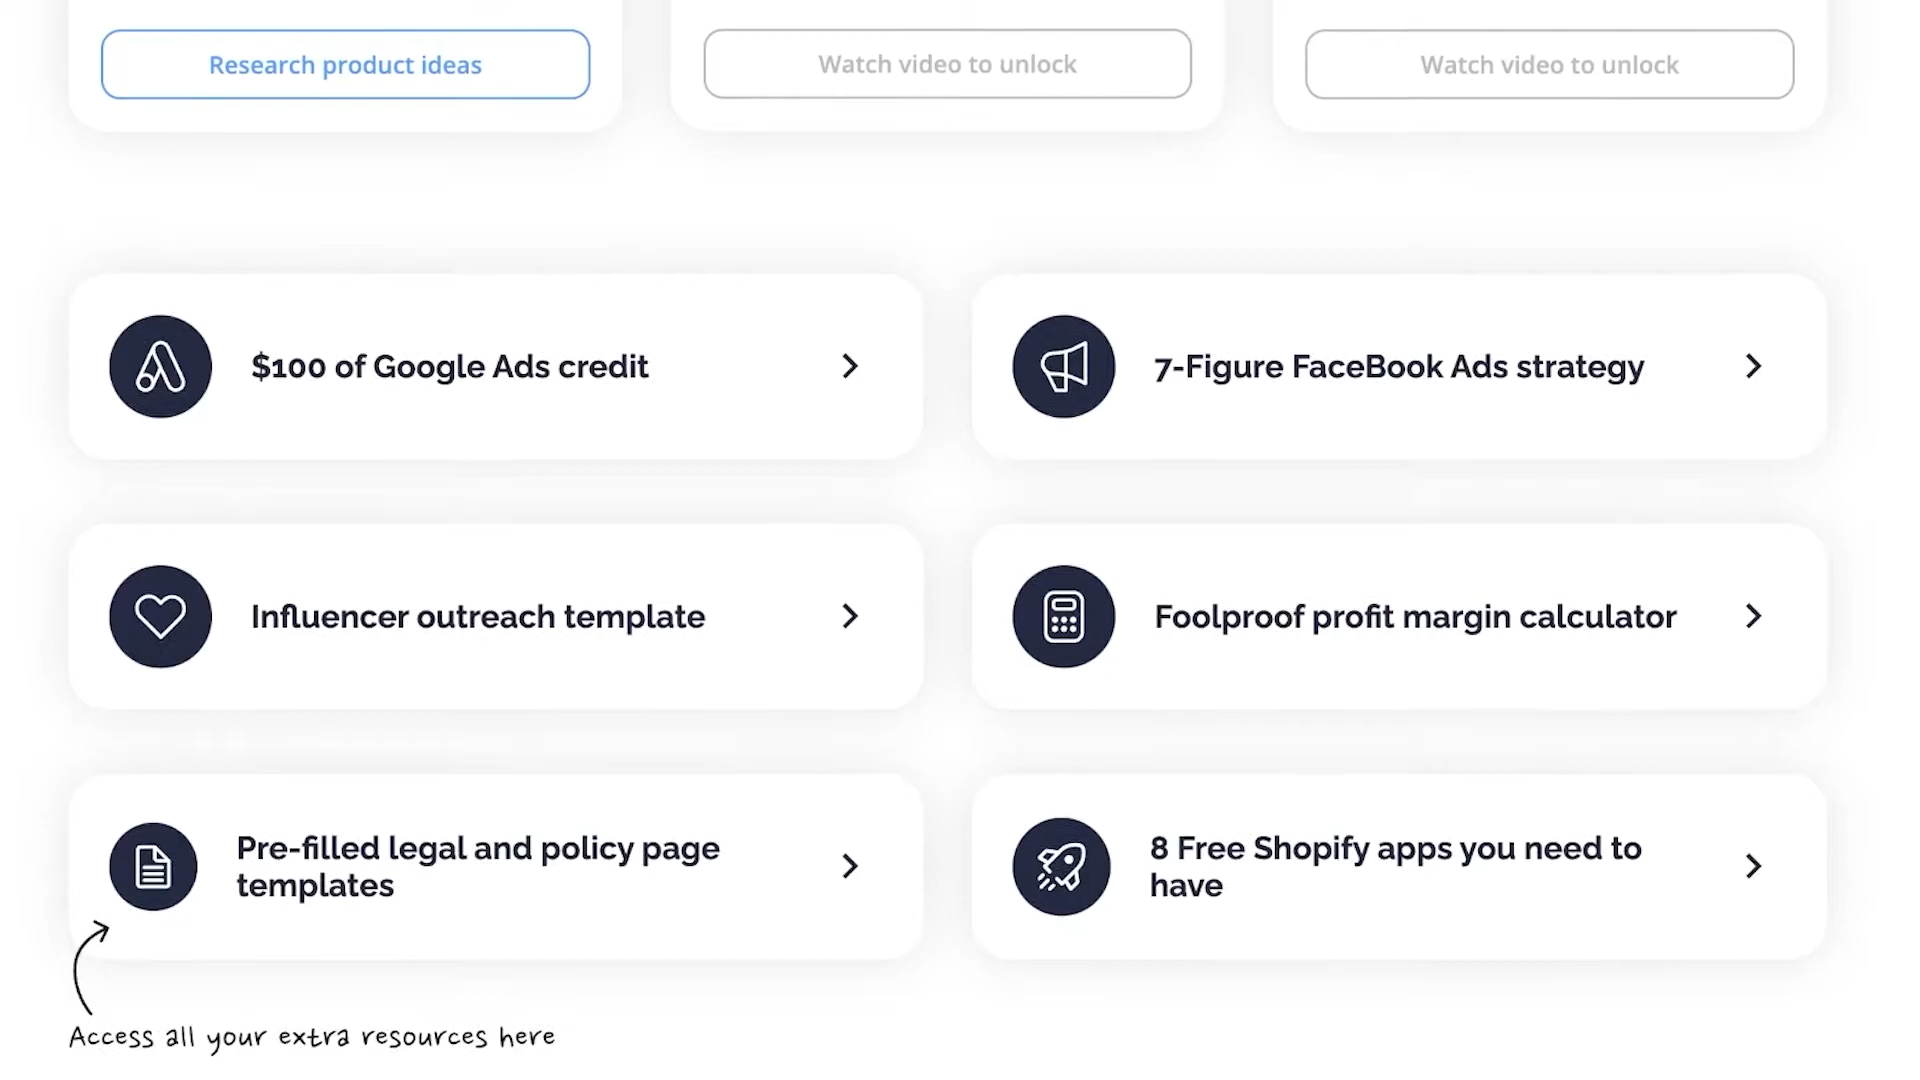 Research product ideas
Watch video to unlock
Watch video to unlock
$100 of Google Ads credit
7-Figure FaceBook Ads strategy
Influencer outreach template
Foolproof profit margin calculator
Pre-filled legal and policy page
templates
8 Free Shopify apps you need to
have
Access all your extra resources here